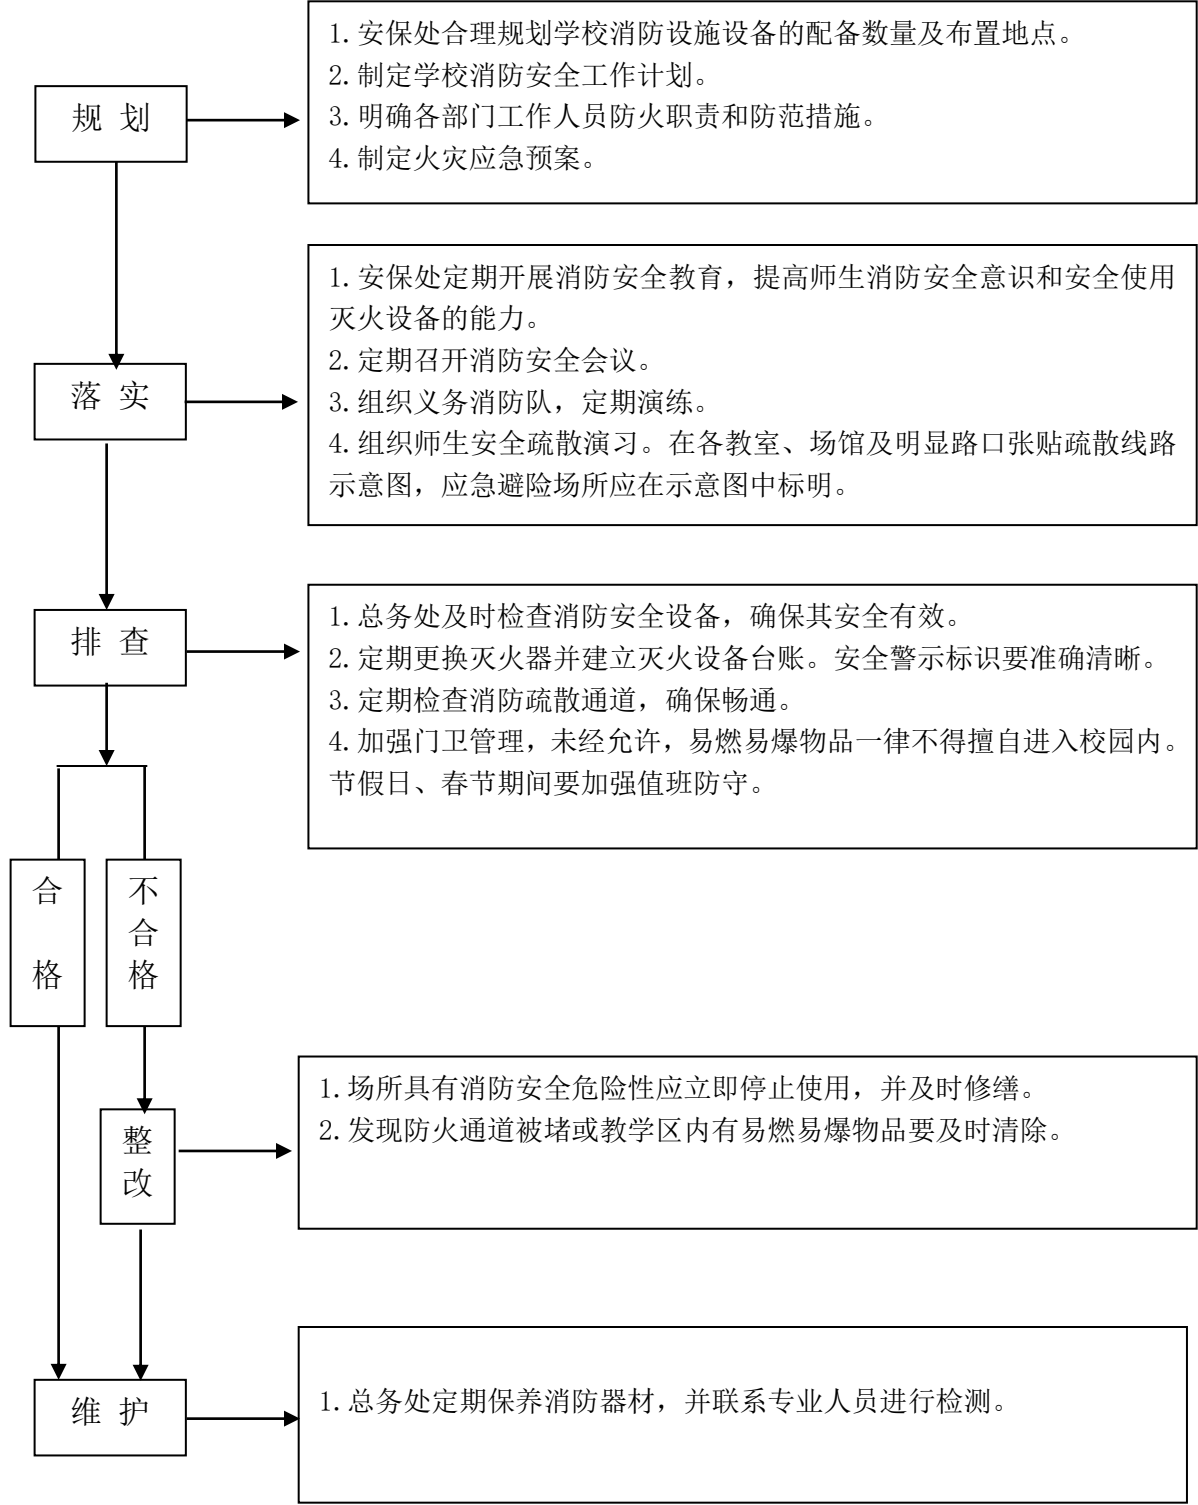 规 划
1.安保处合理规划学校消防设施设备的配备数量及布置地点。
2.制定学校消防安全工作计划。
3.明确各部门工作人员防火职责和防范措施。
4.制定火灾应急预案。
落 实
1.安保处定期开展消防安全教育，提高师生消防安全意识和安全使用
灭火设备的能力。
2.定期召开消防安全会议。
3.组织义务消防队，定期演练。
4.组织师生安全疏散演习。在各教室、场馆及明显路口张贴疏散线路
示意图，应急避险场所应在示意图中标明。
排 查
1.总务处及时检查消防安全设备，确保其安全有效。
2.定期更换灭火器并建立灭火设备台账。安全警示标识要准确清晰。
3.定期检查消防疏散通道，确保畅通。
4.加强门卫管理，未经允许，易燃易爆物品一律不得擅自进入校园内。
节假日、春节期间要加强值班防守。
合
格
不
合
格
整
改
1.场所具有消防安全危险性应立即停止使用，并及时修缮。
2.发现防火通道被堵或教学区内有易燃易爆物品要及时清除。
维 护
1.总务处定期保养消防器材，并联系专业人员进行检测。